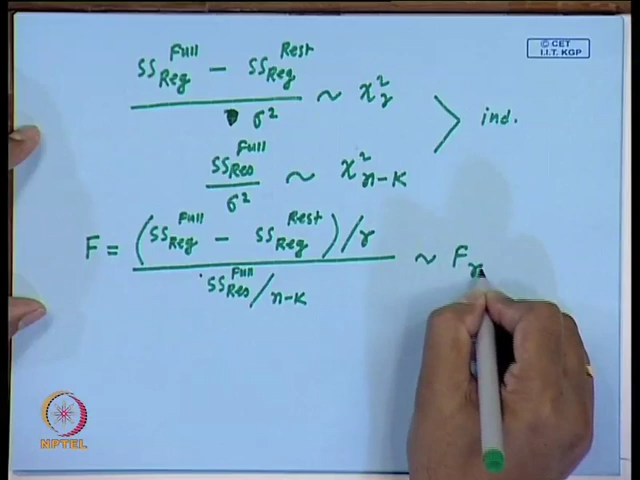 © CET
I.I.T. KGP
SS_Reg^Full − SS_Reg^Rest / σ² ~ χ²_r
ind.
SS_Res^Full / σ² ~ χ²_n-k
F = (SS_Reg^Full − SS_Reg^Rest)/r / SS_Res^Full/n-k ~ F_r
NPTEL